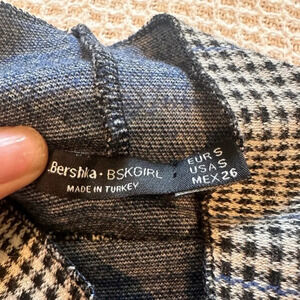 Bershka • BSKGIRL
MADE IN TURKEY
EUR S
USA S
MEX 26